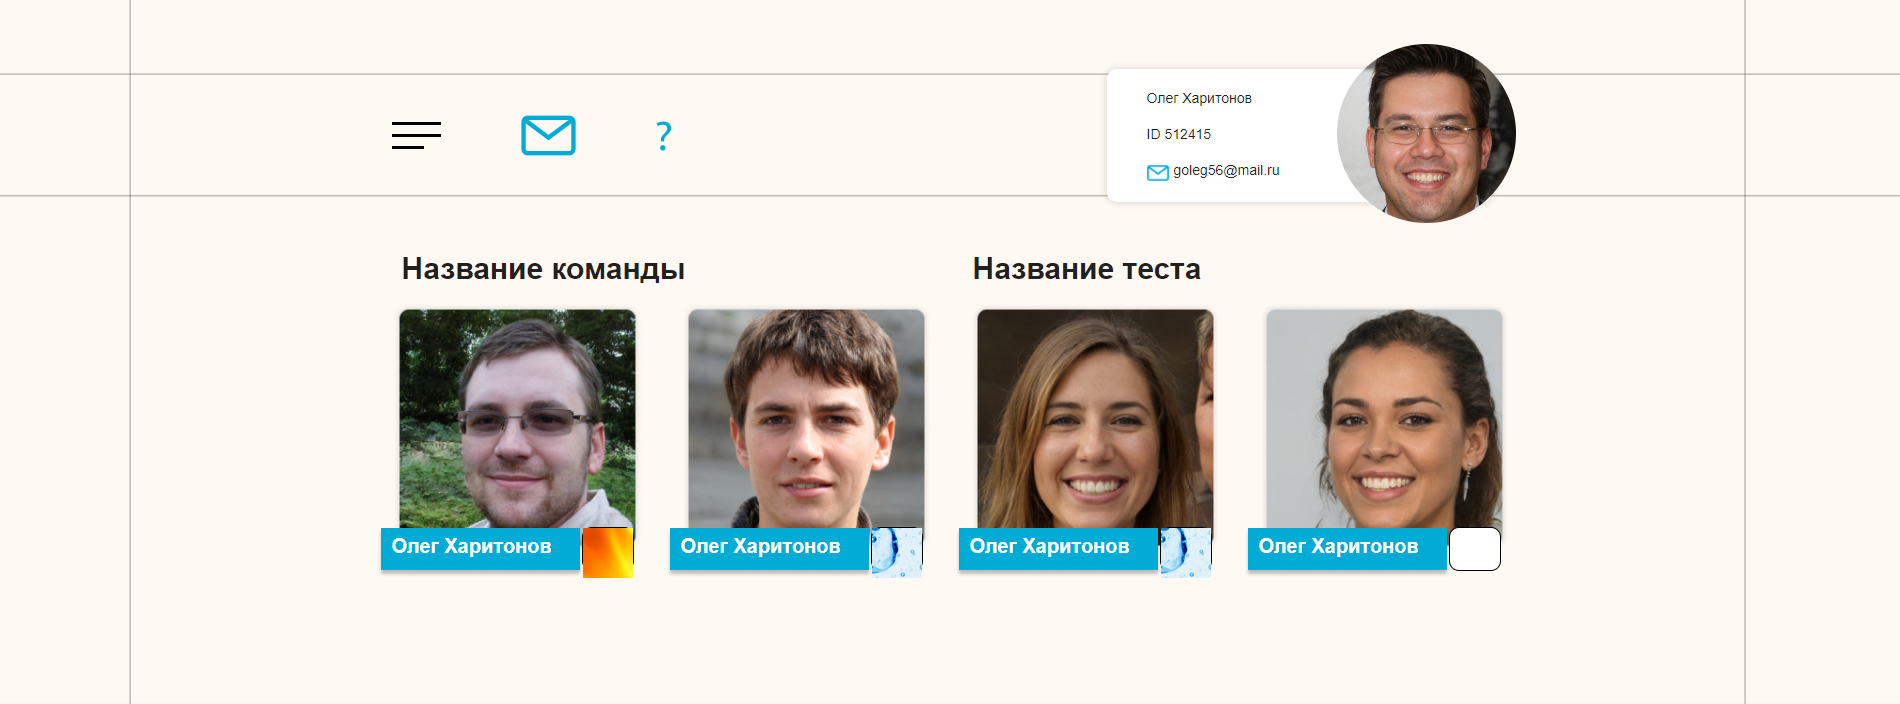 ?
Олег Харитонов
ID 512415
goleg56@mail.ru
Название команды
Название теста
Олег Харитонов
Олег Харитонов
Олег Харитонов
Олег Харитонов